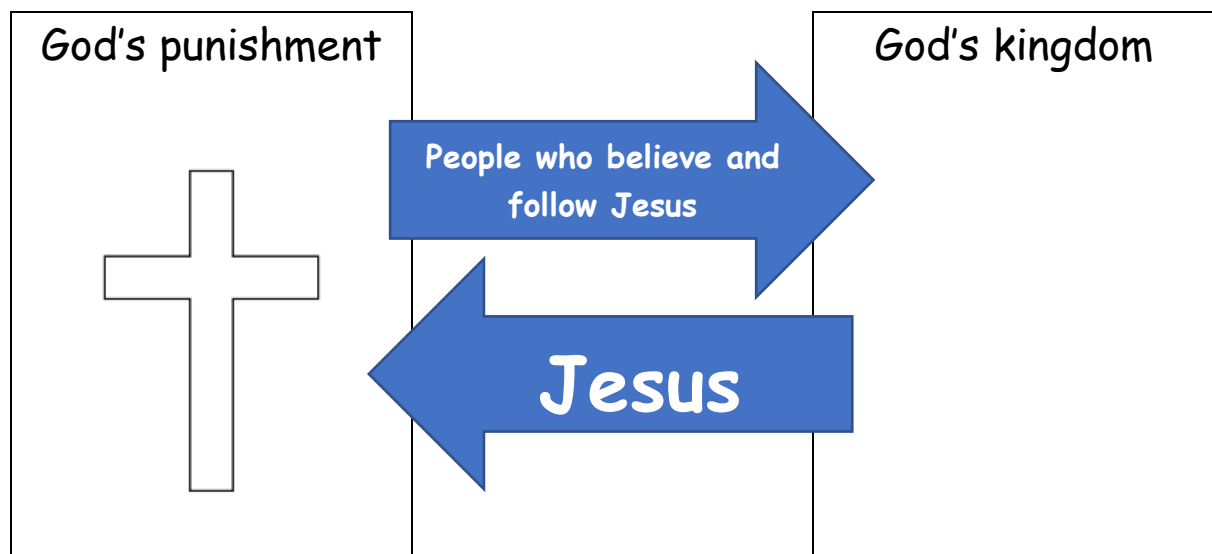 God's punishment
God's kingdom
People who believe and
follow Jesus
Jesus